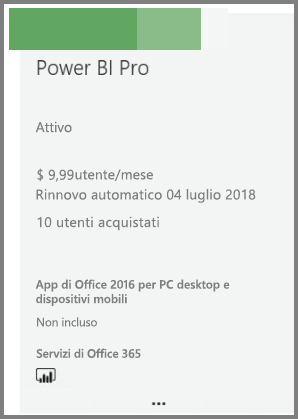 Power BI Pro
Attivo
$ 9,99utente/mese
Rinnovo automatico 04 luglio 2018
10 utenti acquistati
App di Office 2016 per PC desktop e
dispositivi mobili
Non incluso
Servizi di Office 365